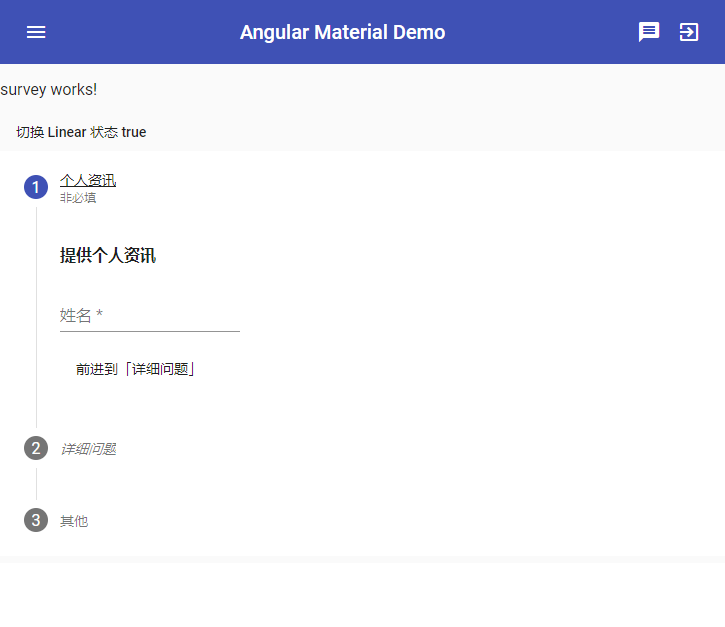 Angular Material Demo
survey works!
切换 Linear 状态 true
1 个人资讯
非必填
提供个人资讯
姓名 *
前进到「详细问题」
2 详细问题
3 其他